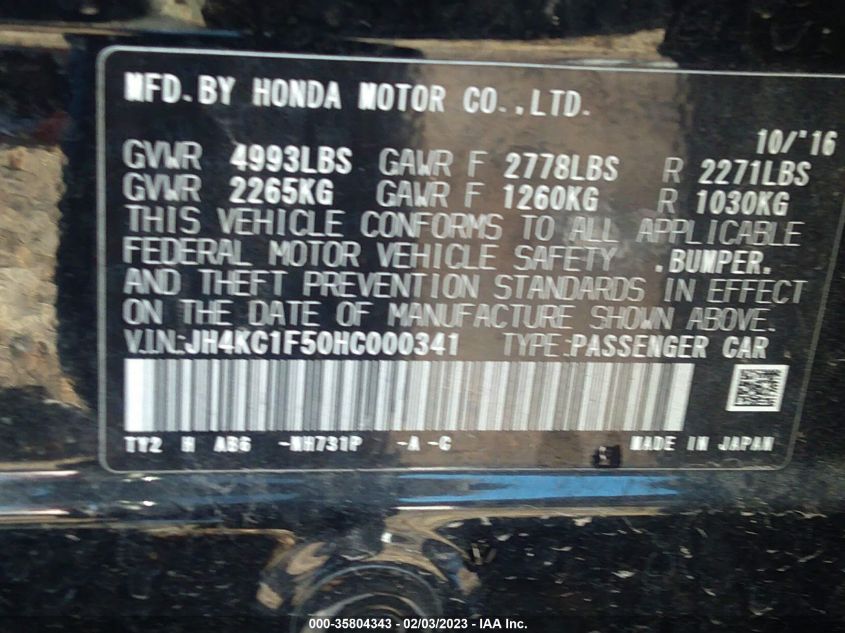 MFD. BY HONDA MOTOR CO., LTD.
10/'16
GVWR 4993LBS GAWR F 2778LBS R 2271LBS
GVWR 2265KG GAWR F 1260KG R 1030KG
THIS VEHICLE CONFORMS TO ALL APPLICABLE
FEDERAL MOTOR VEHICLE SAFETY ,BUMPER,
AND THEFT PREVENTION STANDARDS IN EFFECT
ON THE DATE OF MANUFACTURE SHOWN ABOVE.
V.I.N.:JH4KC1F50HC000341 TYPE:PASSENGER CAR
TY2 H AB6 -NH731P -A -C MADE IN JAPAN
000-35804343 - 02/03/2023 - © IAA Inc.